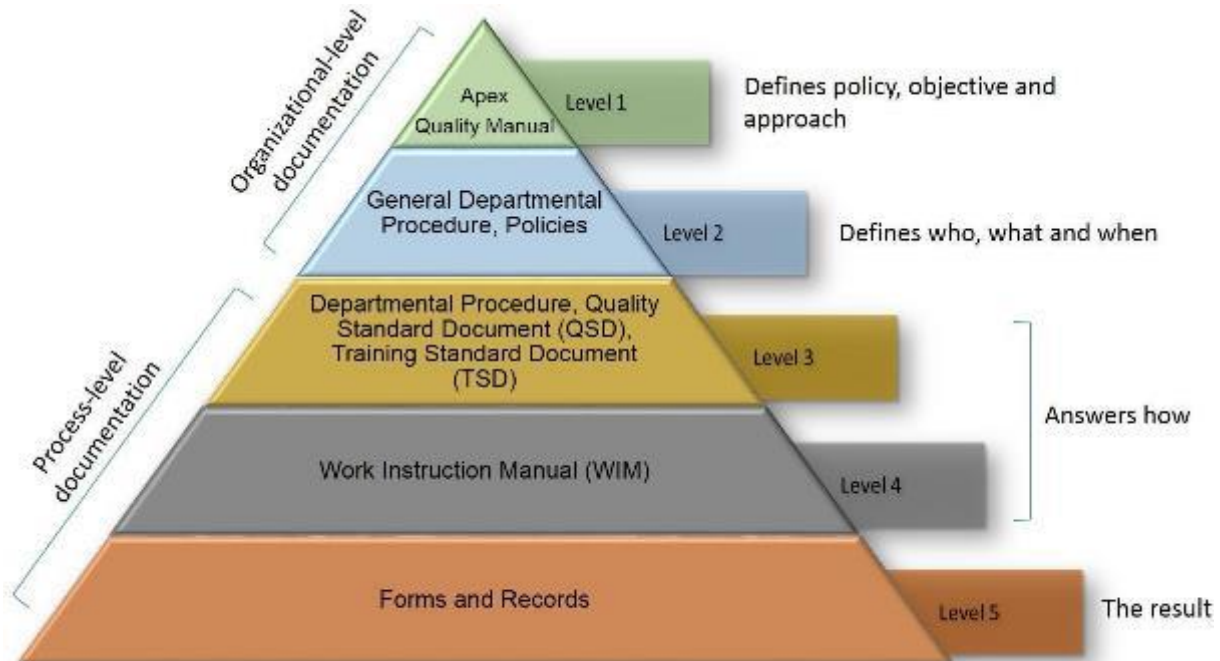 Organizational-level
documentation
Apex
Quality Manual
Level 1
Defines policy, objective and
approach
General Departmental
Procedure, Policies
Level 2
Defines who, what and when
Process-level
documentation
Departmental Procedure, Quality
Standard Document (QSD),
Training Standard Document
(TSD)
Level 3
Answers how
Work Instruction Manual (WIM)
Level 4
Forms and Records
Level 5
The result